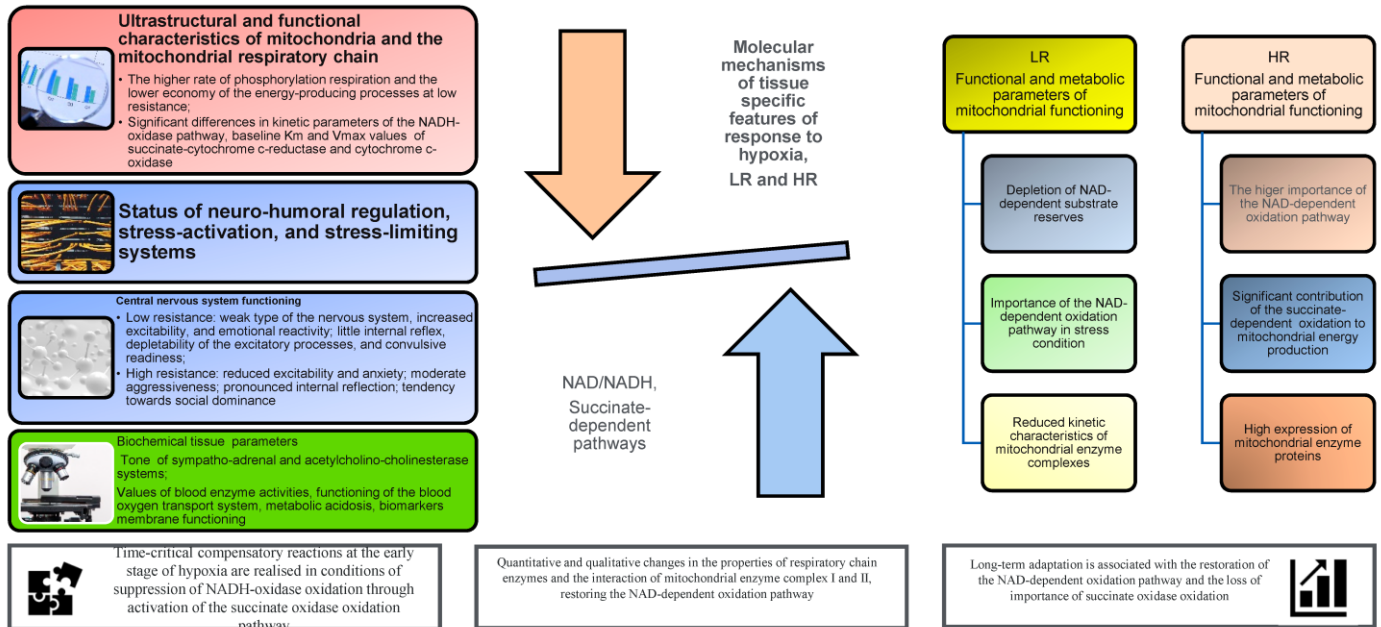 Ultrastructural and functional
characteristics of mitochondria and the
mitochondrial respiratory chain
• The higher rate of phosphorylation respiration and the
lower economy of the energy-producing processes at low
resistance;
• Significant differences in kinetic parameters of the NADH-
oxidase pathway, baseline Km and Vmax values of
succinate-cytochrome c-reductase and cytochrome c-
oxidase
Status of neuro-humoral regulation,
stress-activation, and stress-limiting
systems
Central nervous system functioning
• Low resistance: weak type of the nervous system, increased
excitability, and emotional reactivity; little internal reflex,
depletability of the excitatory processes, and convulsive
readiness;
• High resistance: reduced excitability and anxiety; moderate
aggressiveness; pronounced internal reflection; tendency
towards social dominance
Biochemical tissue parameters
Tone of sympatho-adrenal and acetylcholino-cholinesterase
systems;
Values of blood enzyme activities, functioning of the blood
oxygen transport system, metabolic acidosis, biomarkers
membrane functioning
Time-critical compensatory reactions at the early
stage of hypoxia are realised in conditions of
suppression of NADH-oxidase oxidation through
activation of the succinate oxidase oxidation
pathway
Molecular
mechanisms
of tissue
specific
features of
response to
hypoxia,
LR and HR
NAD/NADH,
Succinate-
dependent
pathways
Quantitative and qualitative changes in the properties of respiratory chain
enzymes and the interaction of mitochondrial enzyme complex I and II,
restoring the NAD-dependent oxidation pathway
LR
Functional and metabolic
parameters of
mitochondrial functioning
Depletion of NAD-
dependent substrate
reserves
Importance of the NAD-
dependent oxidation
pathway in stress
condition
Reduced kinetic
characteristics of
mitochondrial enzyme
complexes
HR
Functional and metabolic
parameters of
mitochondrial functioning
The higer importance of
the NAD-dependent
oxidation pathway
Significant contribution
of the succinate-
dependent oxidation to
mitochondrial energy
production
High expression of
mitochondrial enzyme
proteins
Long-term adaptation is associated with the restoration of
the NAD-dependent oxidation pathway and the loss of
importance of succinate oxidase oxidation